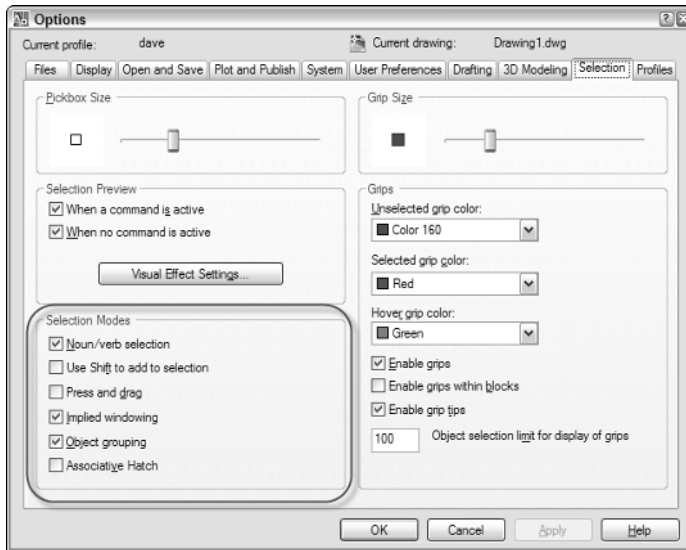 Options
Current profile: dave Current drawing: Drawing1.dwg
Files Display Open and Save Plot and Publish System User Preferences Drafting 3D Modeling Selection Profiles
Pickbox Size
Grip Size
Selection Preview
When a command is active
When no command is active
Visual Effect Settings...
Selection Modes
Noun/verb selection
Use Shift to add to selection
Press and drag
Implied windowing
Object grouping
Associative Hatch
Grips
Unselected grip color:
Color 160
Selected grip color:
Red
Hover grip color:
Green
Enable grips
Enable grips within blocks
Enable grip tips
100 Object selection limit for display of grips
OK Cancel Apply Help